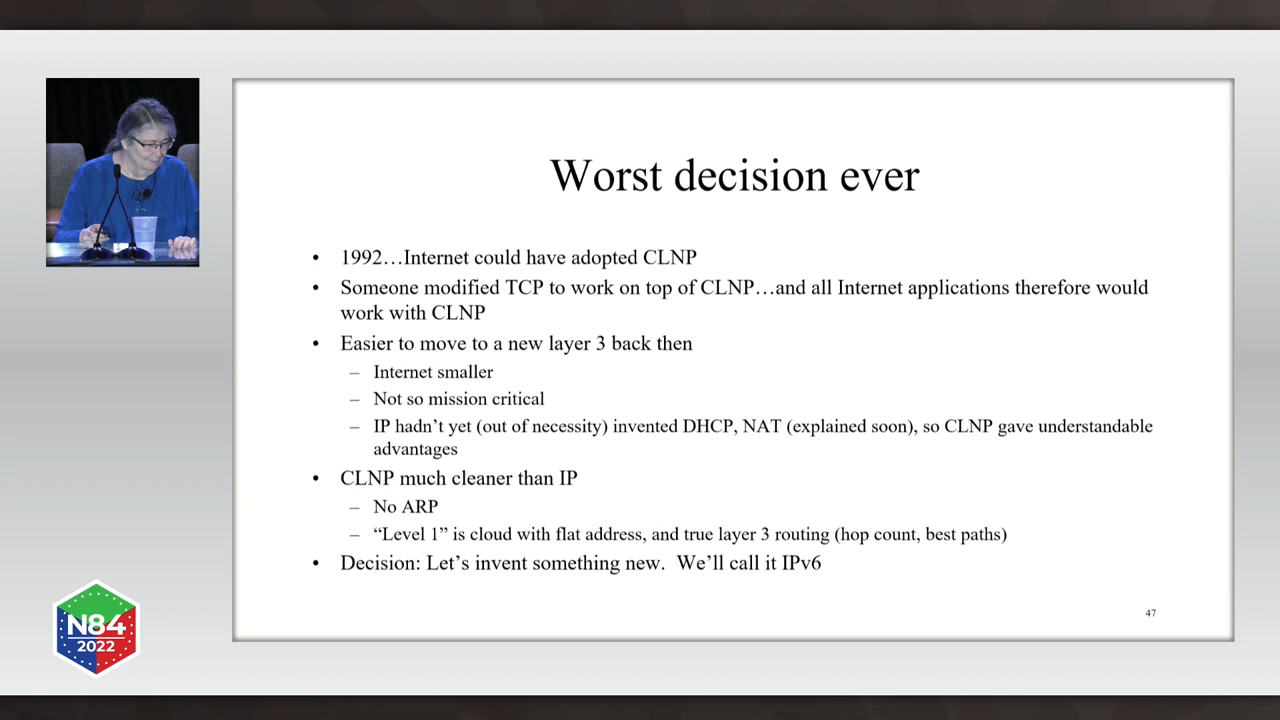 Worst decision ever
• 1992…Internet could have adopted CLNP
• Someone modified TCP to work on top of CLNP…and all Internet applications therefore would
work with CLNP
• Easier to move to a new layer 3 back then
– Internet smaller
– Not so mission critical
– IP hadn’t yet (out of necessity) invented DHCP, NAT (explained soon), so CLNP gave understandable
advantages
• CLNP much cleaner than IP
– No ARP
– “Level 1” is cloud with flat address, and true layer 3 routing (hop count, best paths)
• Decision: Let’s invent something new.  We’ll call it IPv6
47
N84
2022